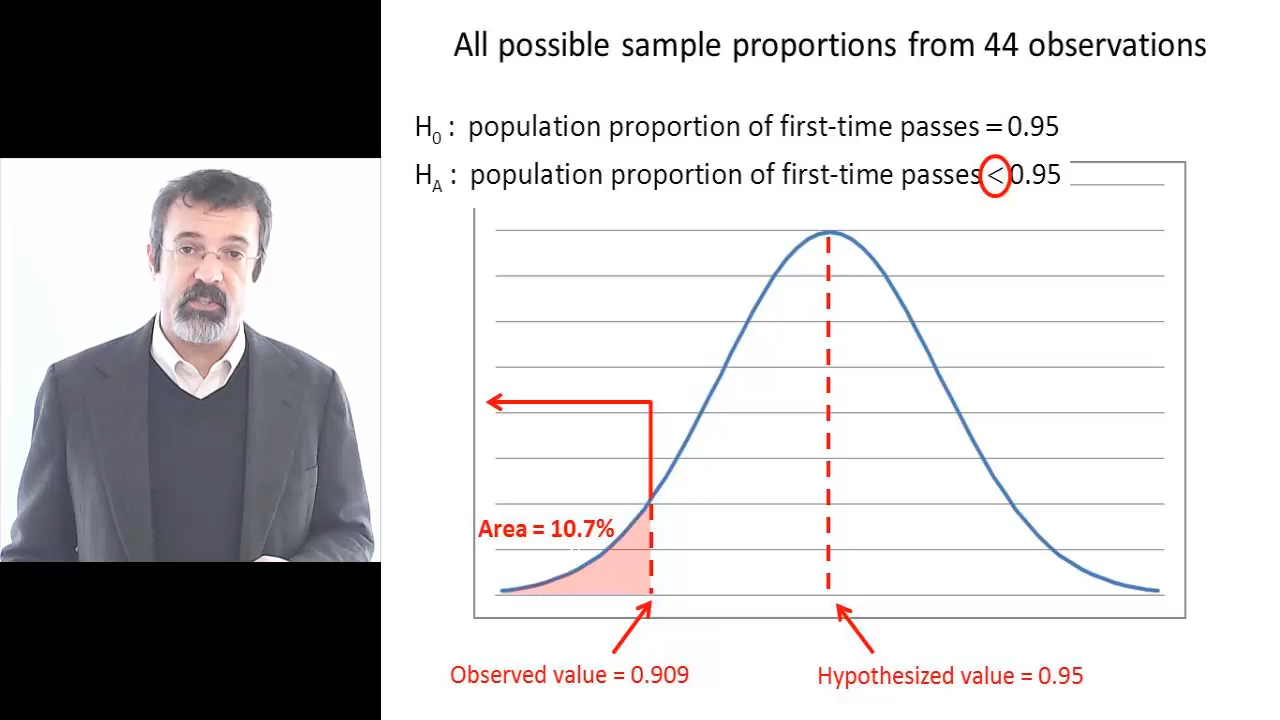 All possible sample proportions from 44 observations
H₀ : population proportion of first-time passes = 0.95
Hₐ : population proportion of first-time passes < 0.95
Area = 10.7%
Observed value = 0.909
Hypothesized value = 0.95